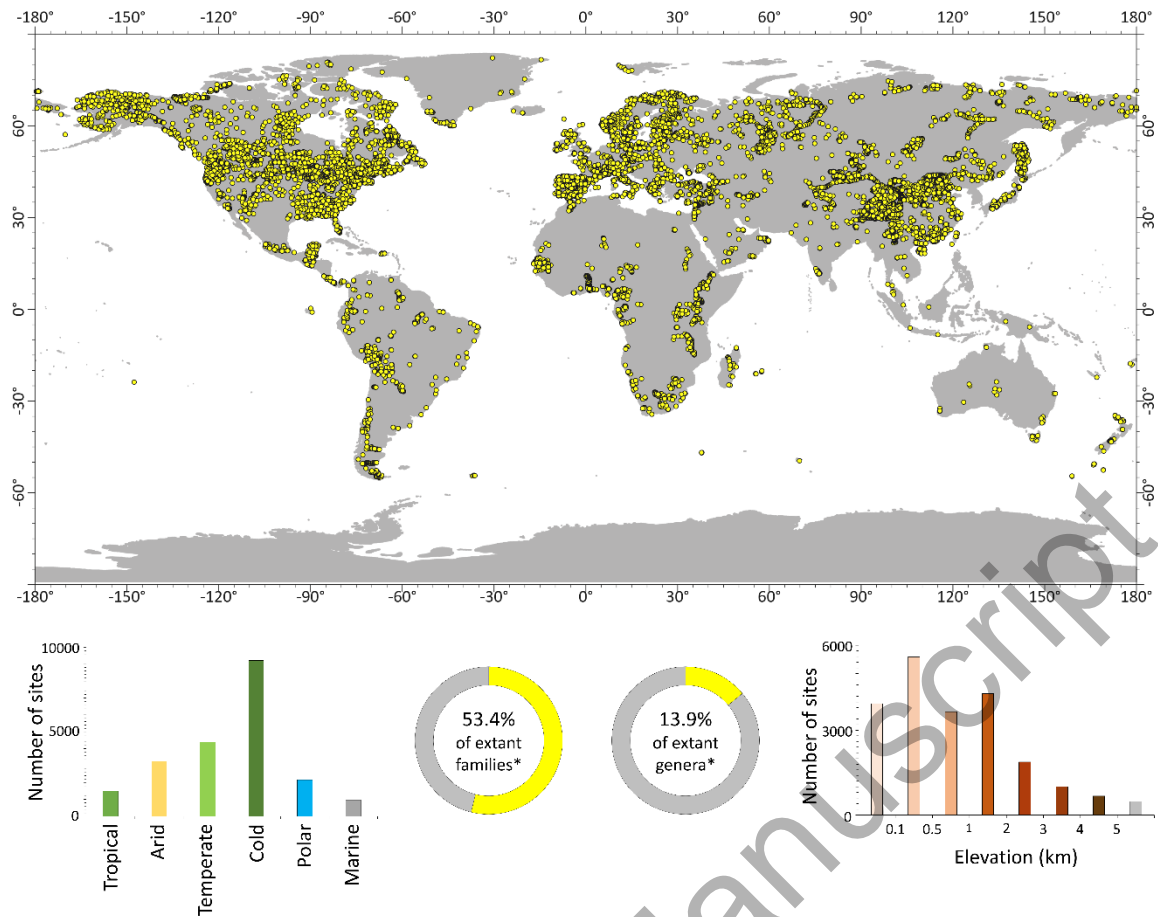 -180° -150° -120° -90° -60° -30° 0° 30° 60° 90° 120° 150° 180°
60° 60°
30° 30°
0° 0°
-30° -30°
-60° -60°
-180° -150° -120° -90° -60° -30° 0° 30° 60° 90° 120° 150° 180°
Number of sites
10000
5000
0
Tropical
Arid
Temperate
Cold
Polar
Marine
53.4%
of extant
families*
13.9%
of extant
genera*
Number of sites
6000
3000
0
0.1 0.5 1 2 3 4 5
Elevation (km)
anuscript